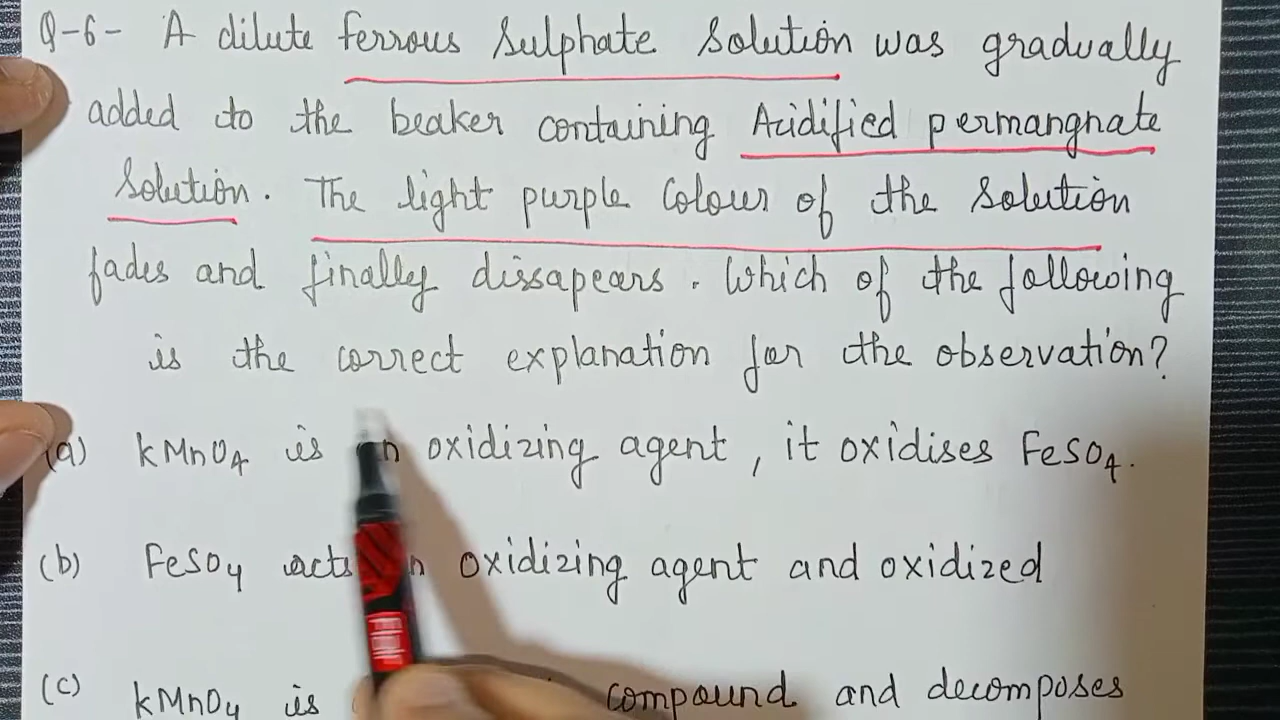 Q-6- A dilute ferrous sulphate solution was gradually
added to the beaker containing Acidified permangnate
solution. The light purple colour of the solution
fades and finally dissapears. Which of the following
is the correct explanation for the observation?
(a) KMnO4 is an oxidizing agent, it oxidises FeSO4.
(b) FeSO4 acts oxidizing agent and oxidized
(c) KMnO4 is compound and decomposes